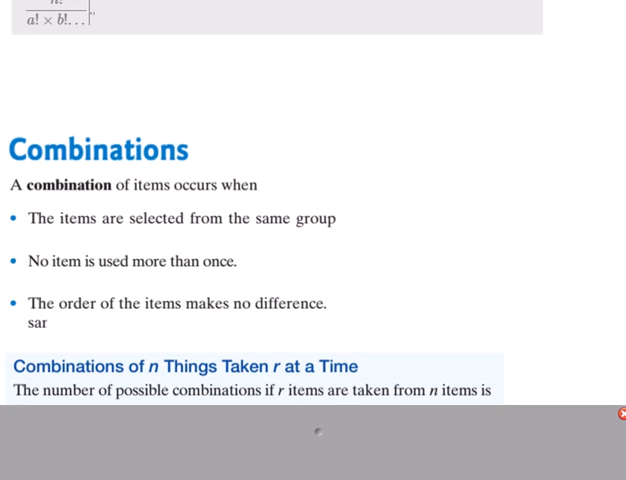 a! × b!...
Combinations
A combination of items occurs when
• The items are selected from the same group
• No item is used more than once.
• The order of the items makes no difference.
sar
Combinations of n Things Taken r at a Time
The number of possible combinations if r items are taken from n items is